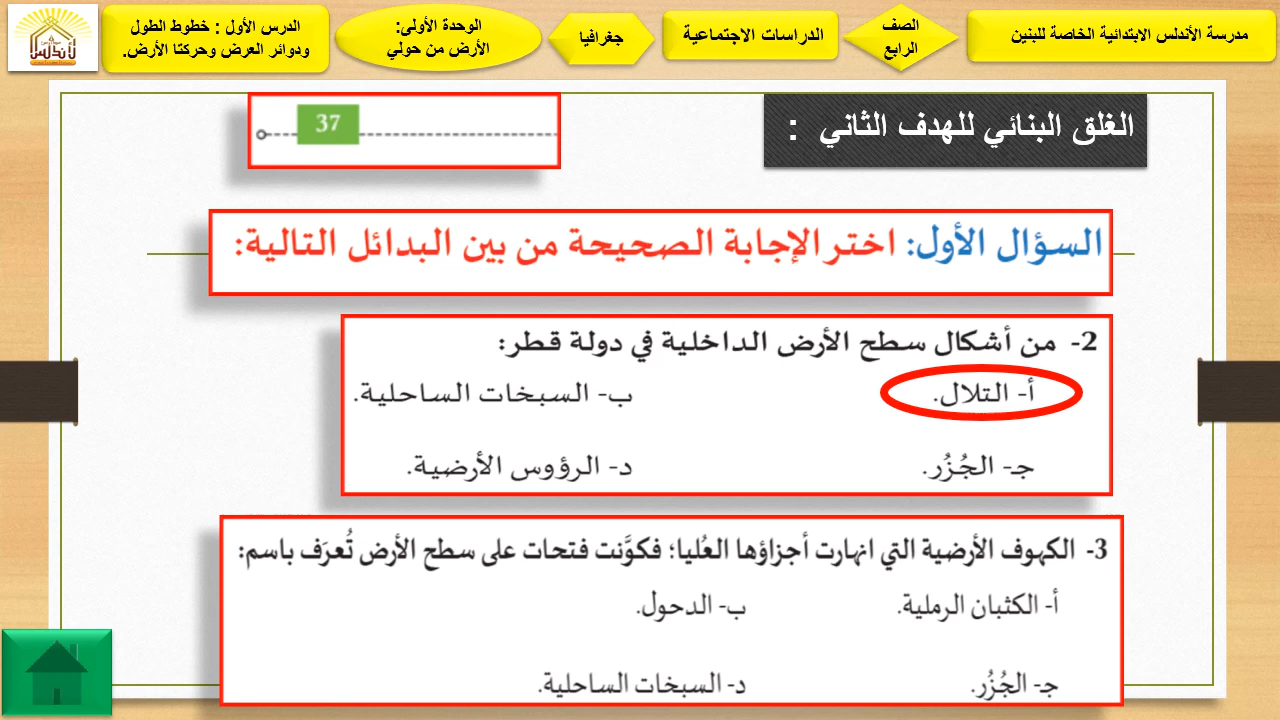 مدرسة الأندلس الابتدائية الخاصة للبنين
الصف
الرابع
الدراسات الاجتماعية
جغرافيا
الوحدة الأولى:
الأرض من حولي
الدرس الأول : خطوط الطول
ودوائر العرض وحركتا الأرض.
الأندلس
الغلق البنائي للهدف الثاني :
37
السؤال الأول: اختر الإجابة الصحيحة من بين البدائل التالية:
2- من أشكال سطح الأرض الداخلية في دولة قطر:
أ- التلال. ب- السبخات الساحلية.
جـ- الجُزُر. د- الرؤوس الأرضية.
3- الكهوف الأرضية التي انهارت أجزاؤها العُليا؛ فكوَّنت فتحات على سطح الأرض تُعرَف باسم:
أ- الكثبان الرملية. ب- الدحول.
جـ- الجُزُر. د- السبخات الساحلية.